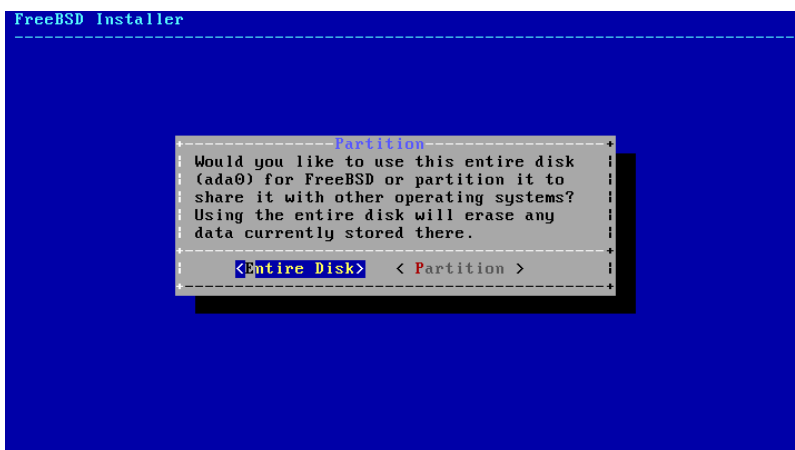 FreeBSD Installer
Partition
Would you like to use this entire disk
(ada0) for FreeBSD or partition it to
share it with other operating systems?
Using the entire disk will erase any
data currently stored there.
<Entire Disk> < Partition >